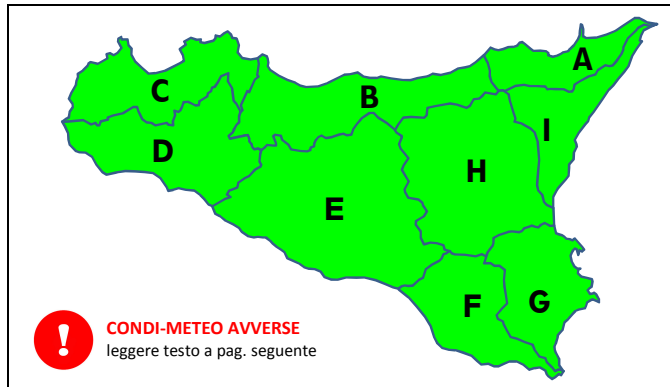 A
C
B
I
D
H
E
F
G
! CONDI-METEO AVVERSE
leggere testo a pag. seguente